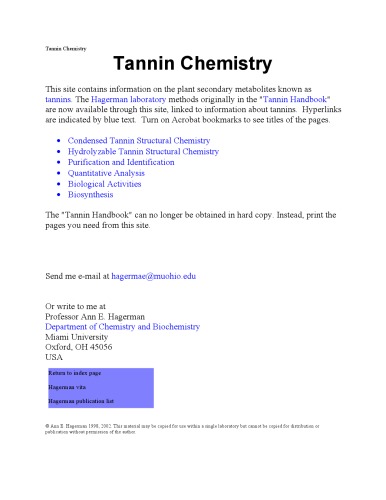 Tannin Chemistry
Tannin Chemistry
This site contains information on the plant secondary metabolites known as
tannins. The Hagerman laboratory methods originally in the "Tannin Handbook"
are now available through this site, linked to information about tannins. Hyperlinks
are indicated by blue text. Turn on Acrobat bookmarks to see titles of the pages.
• Condensed Tannin Structural Chemistry
• Hydrolyzable Tannin Structural Chemistry
• Purification and Identification
• Quantitative Analysis
• Biological Activities
• Biosynthesis
The "Tannin Handbook" can no longer be obtained in hard copy. Instead, print the
pages you need from this site.
Send me e-mail at hagermae@muohio.edu
Or write to me at
Professor Ann E. Hagerman
Department of Chemistry and Biochemistry
Miami University
Oxford, OH 45056
USA
Return to index page
Hagerman vita
Hagerman publication list
© Ann E. Hagerman 1998, 2002. This material may be copied for use within a single laboratory but cannot be copied for distribution or
publication without permission of the author.